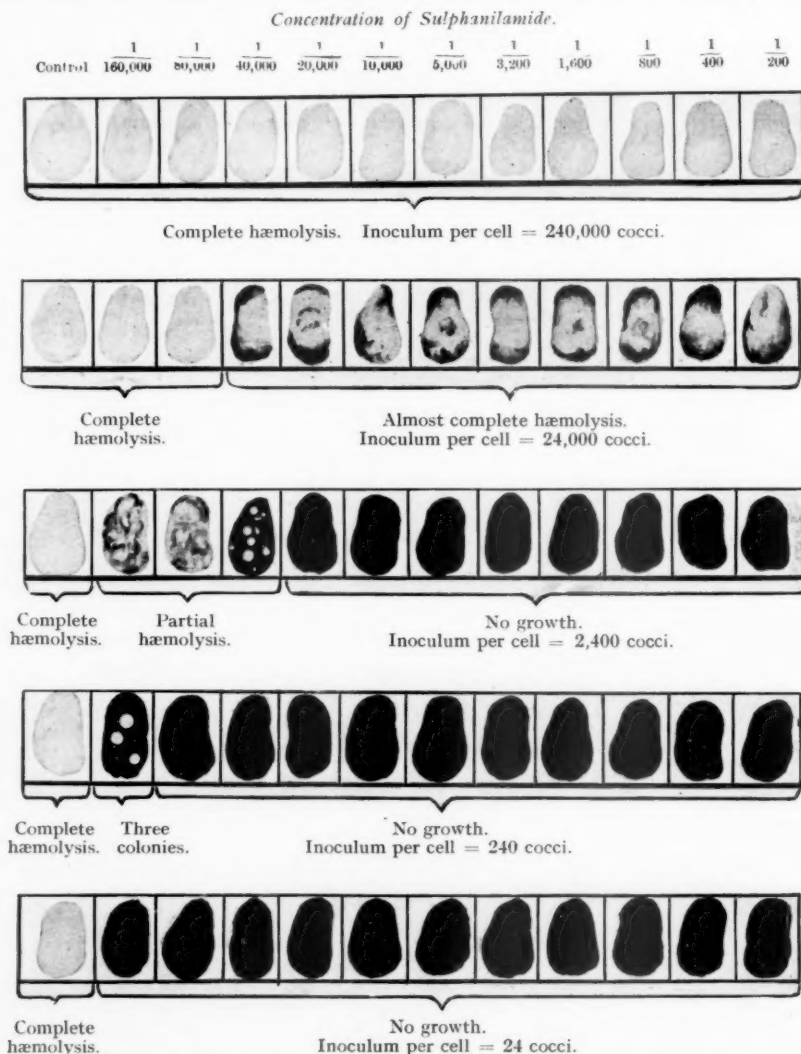 Concentration of Sulphanilamide.
Control 1/160,000 1/80,000 1/40,000 1/20,000 1/10,000 1/5,000 1/3,200 1/1,600 1/800 1/400 1/200
Complete hæmolysis. Inoculum per cell = 240,000 cocci.
Complete Almost complete hæmolysis.
hæmolysis. Inoculum per cell = 24,000 cocci.
Complete Partial No growth.
hæmolysis. hæmolysis. Inoculum per cell = 2,400 cocci.
Complete Three No growth.
hæmolysis. colonies. Inoculum per cell = 240 cocci.
Complete No growth.
hæmolysis. Inoculum per cell = 24 cocci.